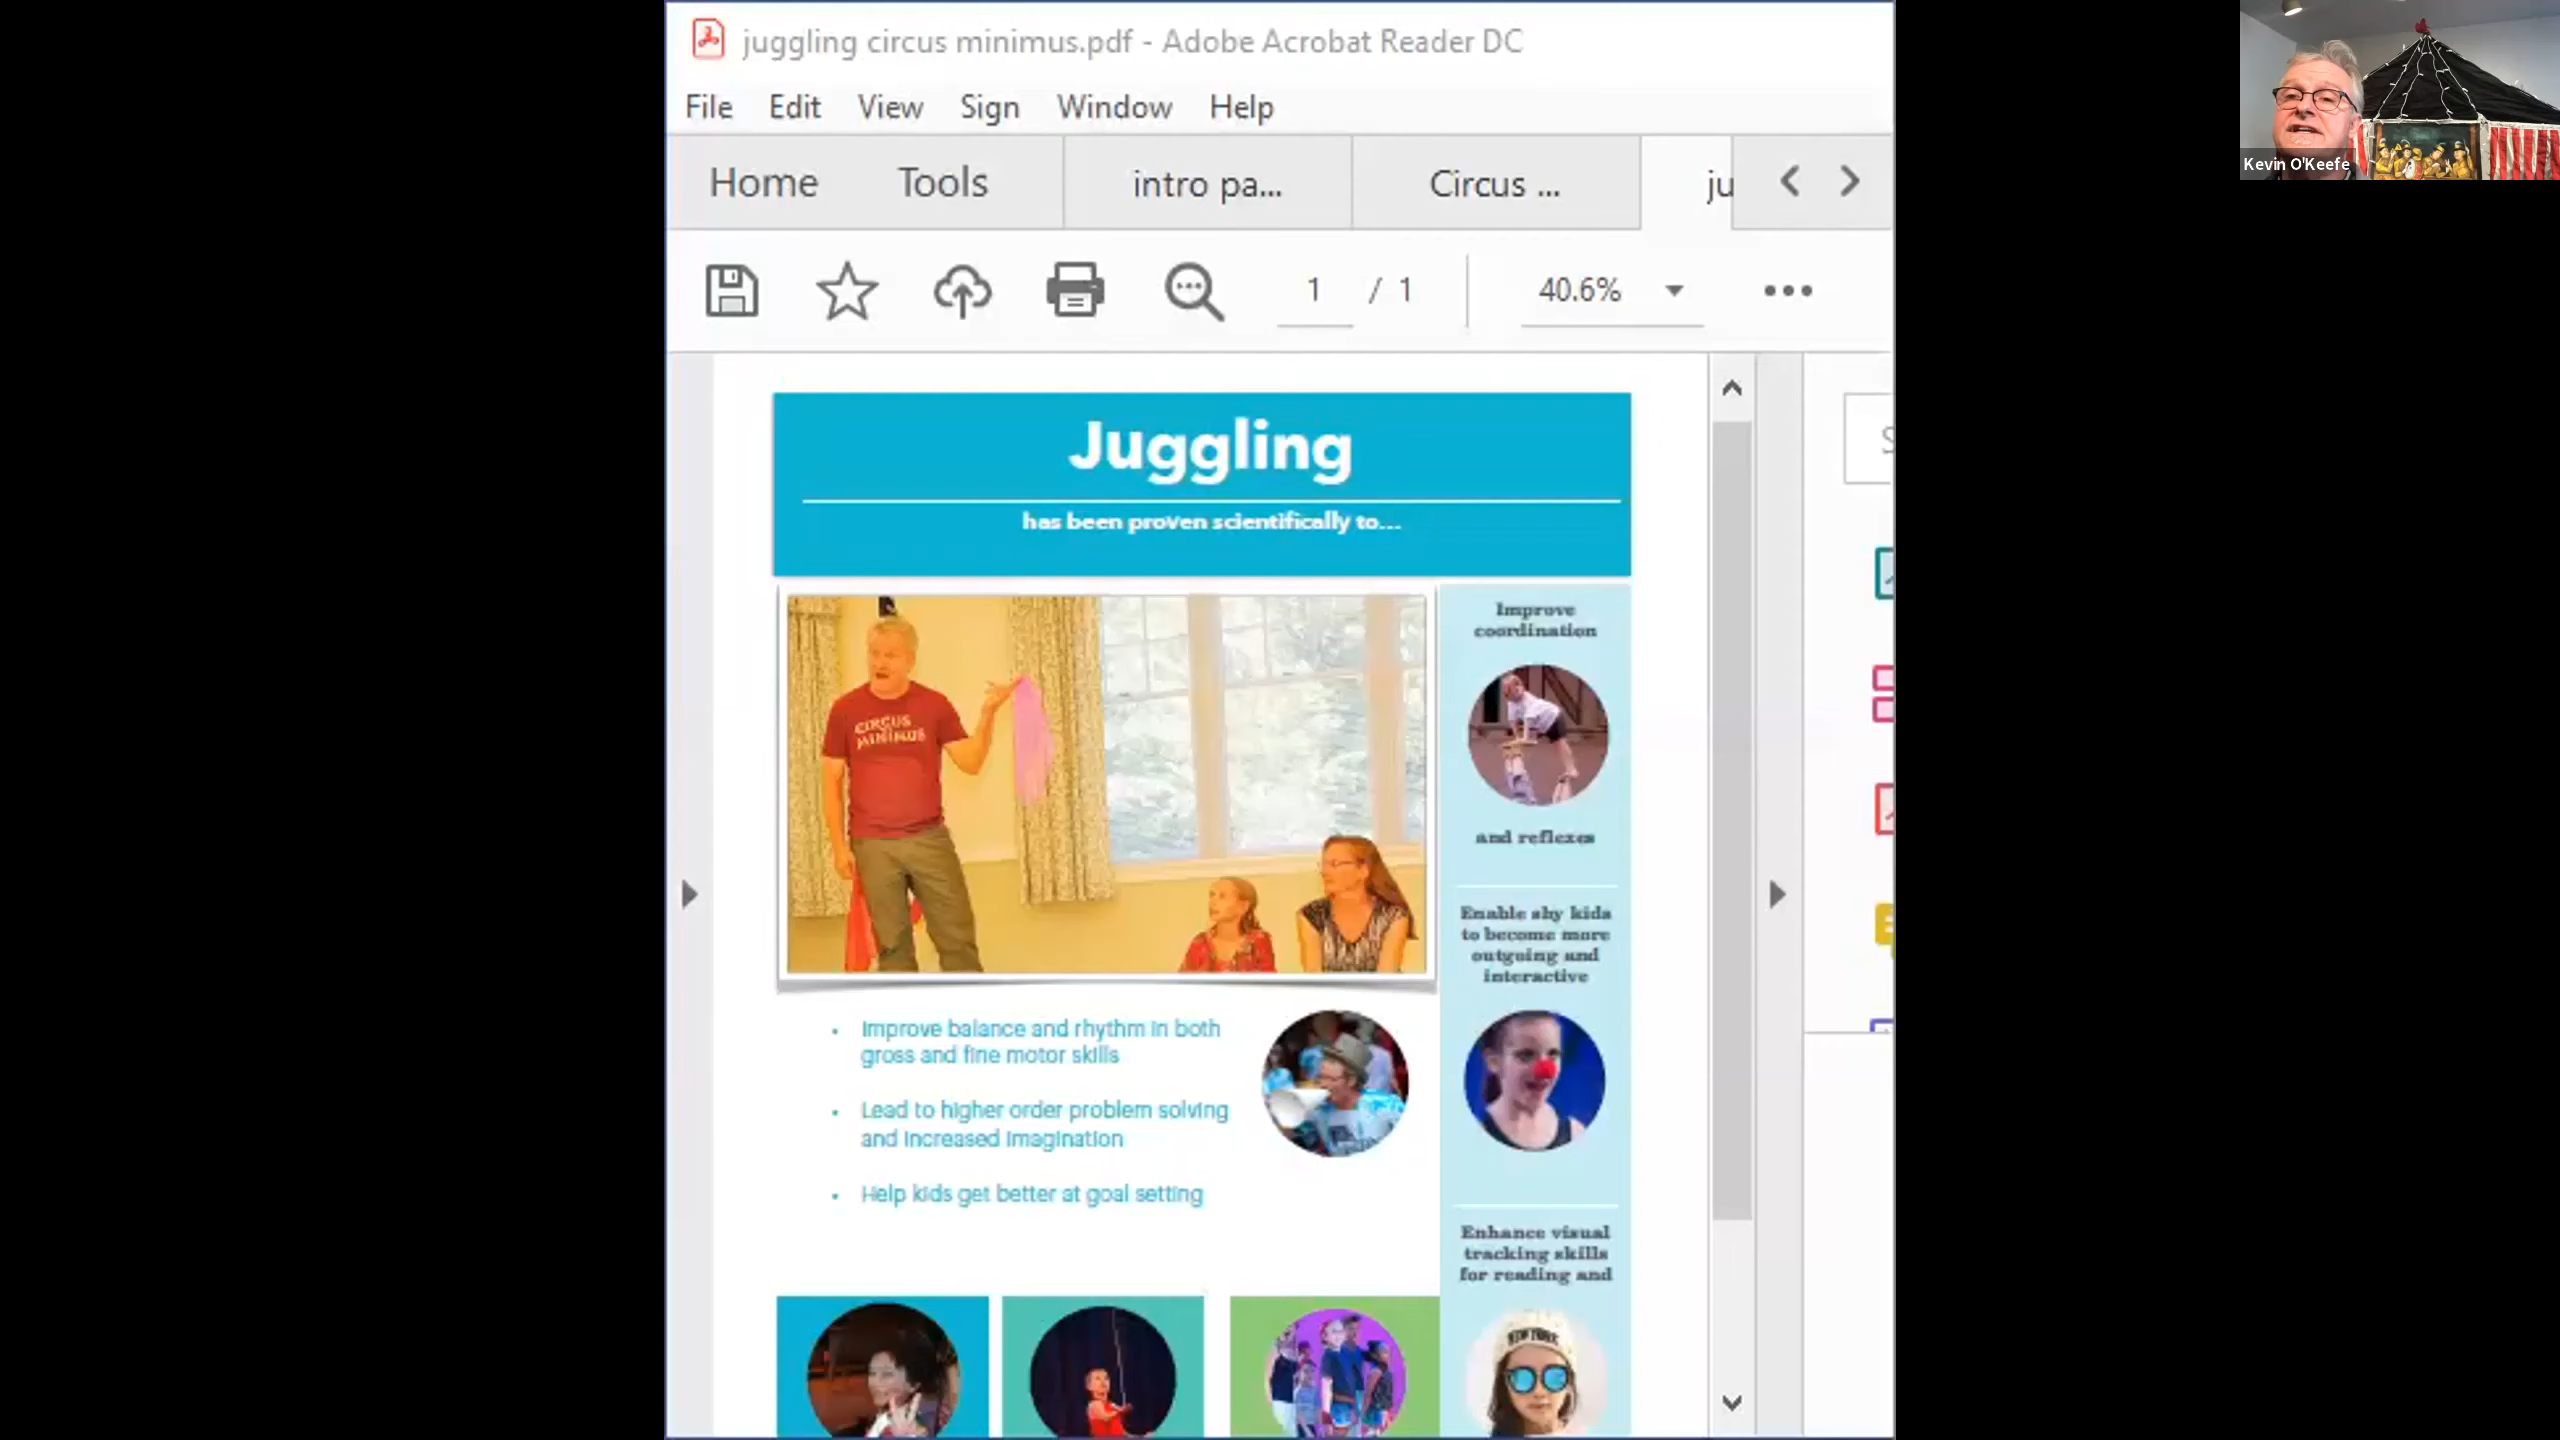 juggling circus minimus.pdf - Adobe Acrobat Reader DC
File Edit View Sign Window Help
Home Tools intro pa... Circus ... ju
1 / 1 40.6%
Kevin O'Keefe
Juggling
has been proven scientifically to...
CIRCUS
MINIMUS
Improve
coordination
and reflexes
Enable shy kids
to become more
outgoing and
interactive
Improve balance and rhythm in both
gross and fine motor skills
Lead to higher order problem solving
and increased imagination
Help kids get better at goal setting
Enhance visual
tracking skills
for reading and
NEW YORK